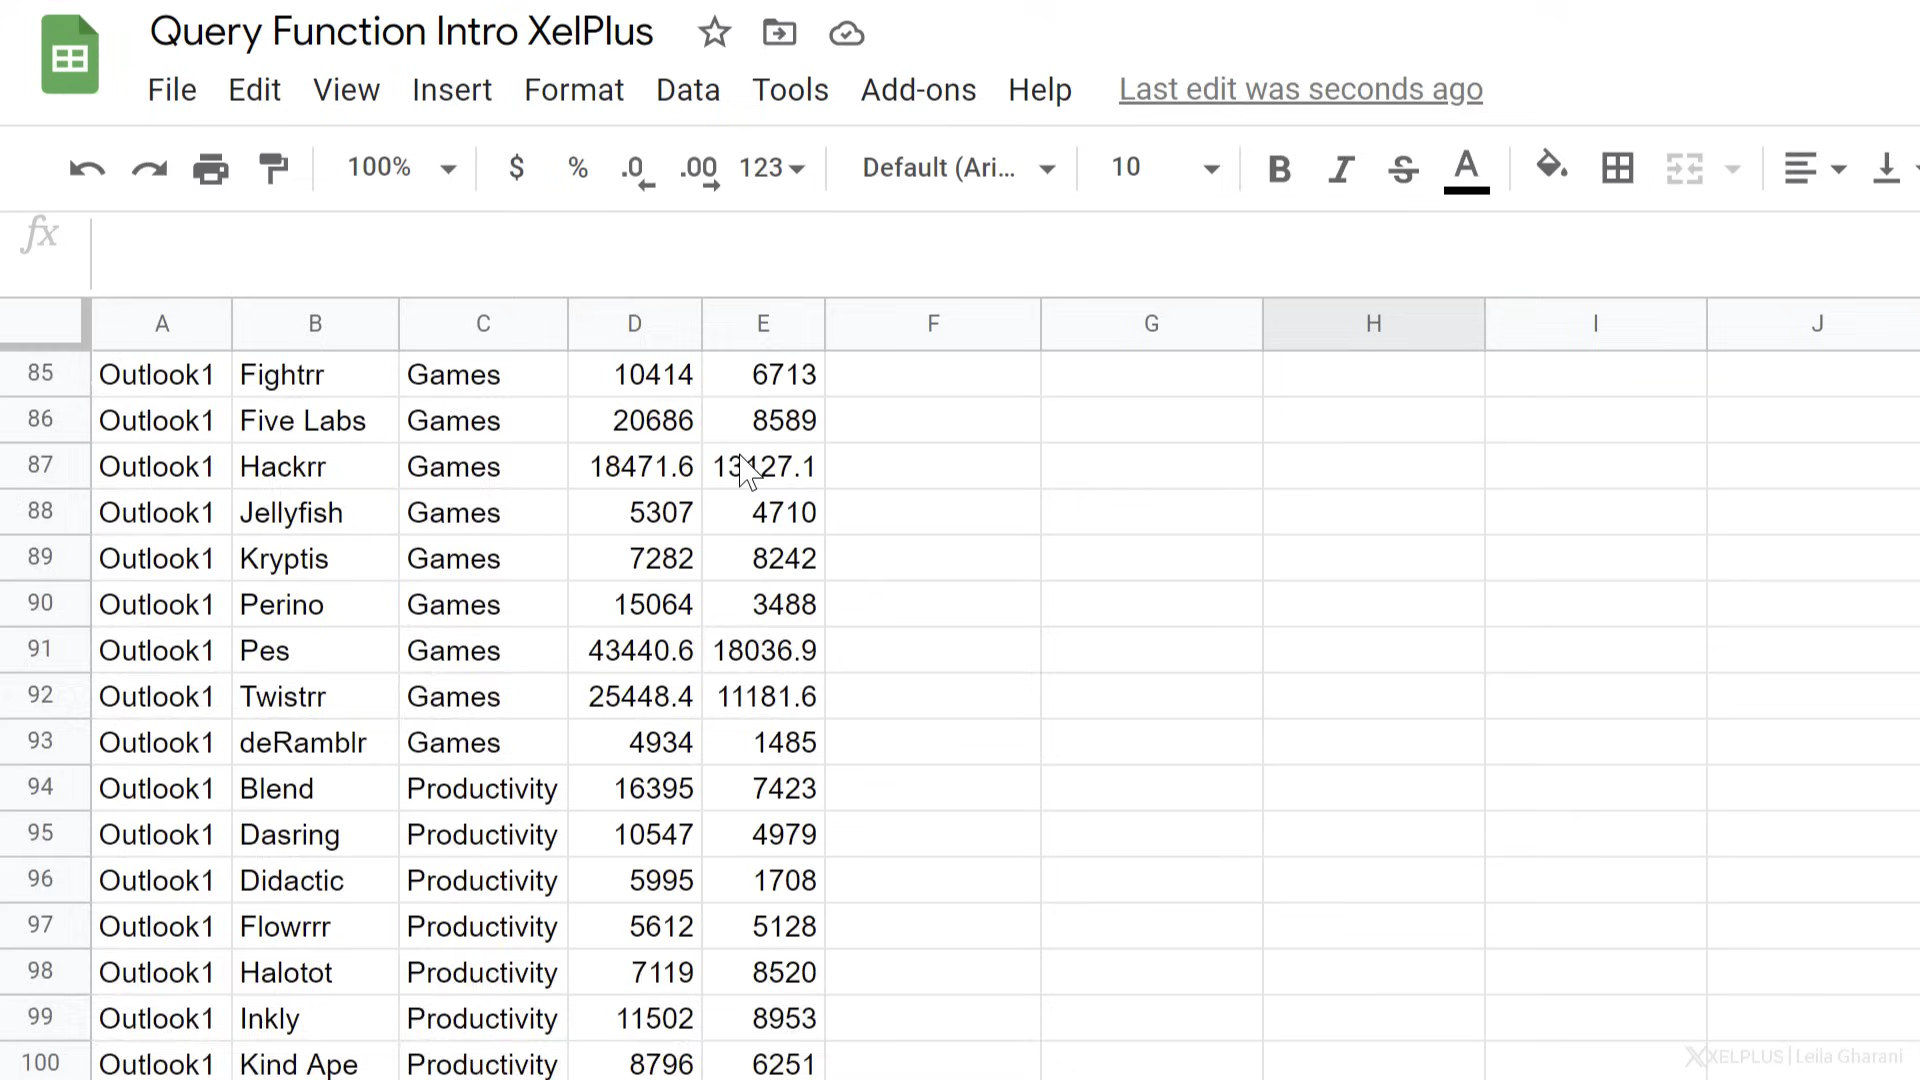 Query Function Intro XelPlus
File Edit View Insert Format Data Tools Add-ons Help Last edit was seconds ago
100% $ % .0 .00 123 Default (Ari... 10 B I S A
fx
A B C D E F G H I J
85 Outlook1 Fightrr Games 10414 6713
86 Outlook1 Five Labs Games 20686 8589
87 Outlook1 Hackrr Games 18471.6 13127.1
88 Outlook1 Jellyfish Games 5307 4710
89 Outlook1 Kryptis Games 7282 8242
90 Outlook1 Perino Games 15064 3488
91 Outlook1 Pes Games 43440.6 18036.9
92 Outlook1 Twistrr Games 25448.4 11181.6
93 Outlook1 deRamblr Games 4934 1485
94 Outlook1 Blend Productivity 16395 7423
95 Outlook1 Dasring Productivity 10547 4979
96 Outlook1 Didactic Productivity 5995 1708
97 Outlook1 Flowrrr Productivity 5612 5128
98 Outlook1 Halotot Productivity 7119 8520
99 Outlook1 Inkly Productivity 11502 8953
100 Outlook1 Kind Ape Productivity 8796 6251
XELPLUS | Leila Gharani